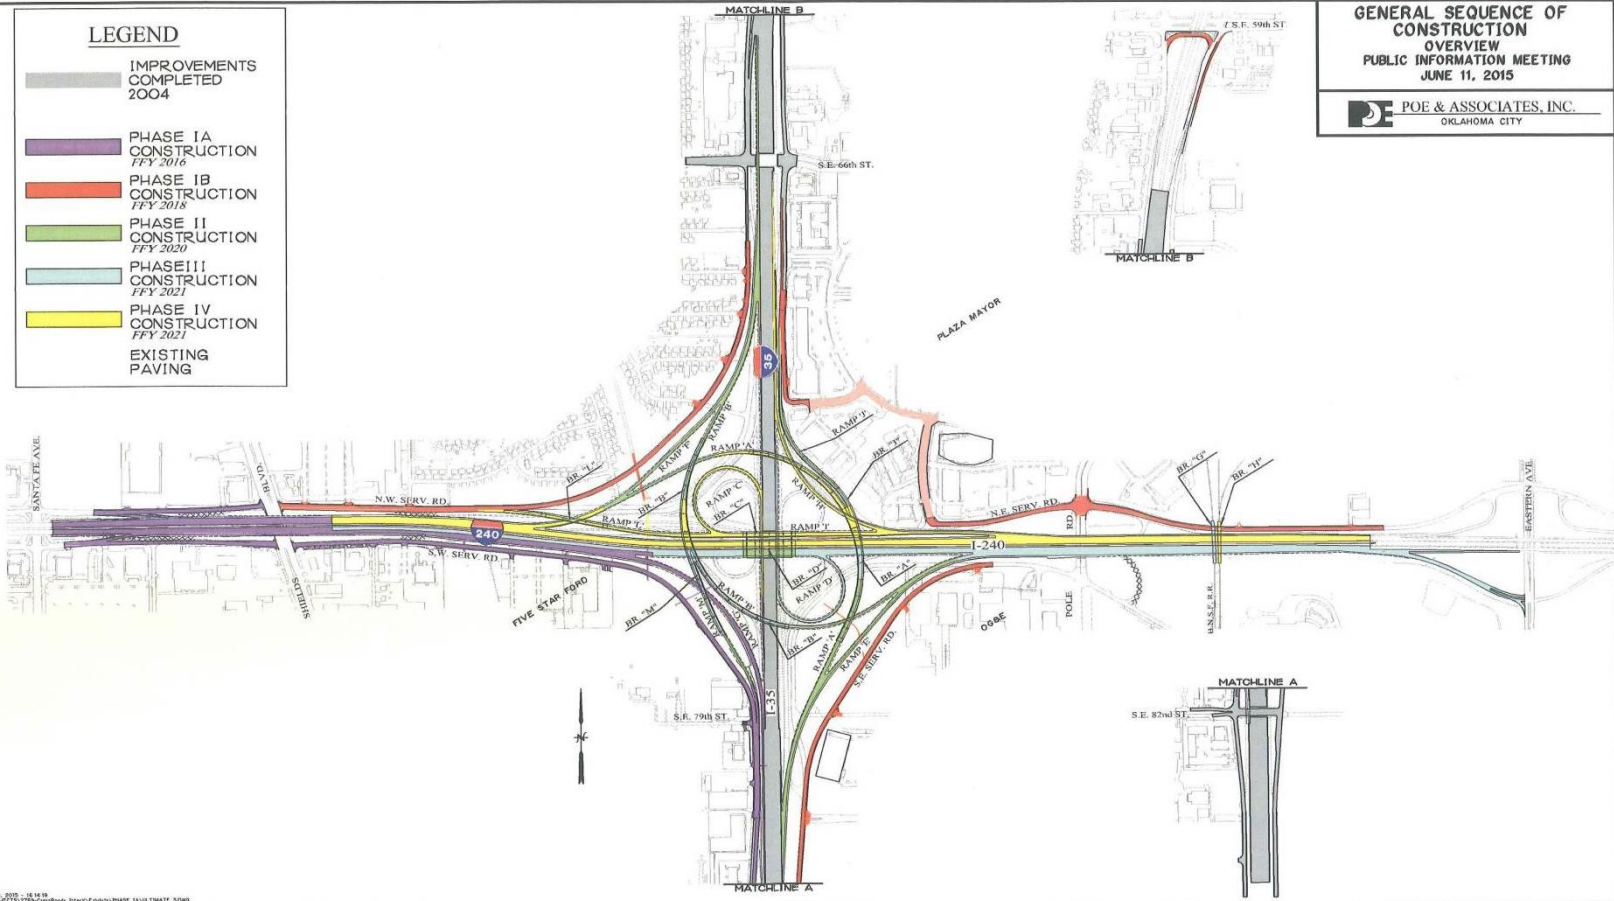 LEGEND
IMPROVEMENTS
COMPLETED
2004
PHASE IA
CONSTRUCTION
FFY 2016
PHASE IB
CONSTRUCTION
FFY 2018
PHASE II
CONSTRUCTION
FFY 2020
PHASEIII
CONSTRUCTION
FFY 2021
PHASE IV
CONSTRUCTION
FFY 2021
EXISTING
PAVING
GENERAL SEQUENCE OF
CONSTRUCTION
OVERVIEW
PUBLIC INFORMATION MEETING
JUNE 11, 2015
POE & ASSOCIATES, INC.
OKLAHOMA CITY
MATCHLINE B
S.E. 66th ST.
S.E. 59th ST
MATCHLINE B
PLAZA MAYOR
35
RAMP 'B'
RAMP 'F'
RAMP 'A'
RAMP 'J'
BR. "J"
BR. "L"
"B"
RAMP 'C'
BR. "C"
RAMP 'H'
BR. "G"
BR. "H"
SANTA FE AVE.
BLVD.
SHIELDS
N.W. SERV. RD.
RAMP 'L'
RAMP 'I'
N.E. SERV. RD.
RD
POLE
EASTERN AVE.
240
I-240
S.W. SERV. RD.
FIVE STAR FORD
BR. "M"
RAMP 'M'
RAMP 'G'
RAMP 'B'
BR. "D"
RAMP 'D'
BR. "A"
BR. "B"
RAMP 'A'
RAMP 'E'
S.E. SERV. RD.
OG&E
B.N.S.F. R.R.
N
S.E. 79th ST.
I-35
MATCHLINE A
MATCHLINE A
S.E. 82nd ST.